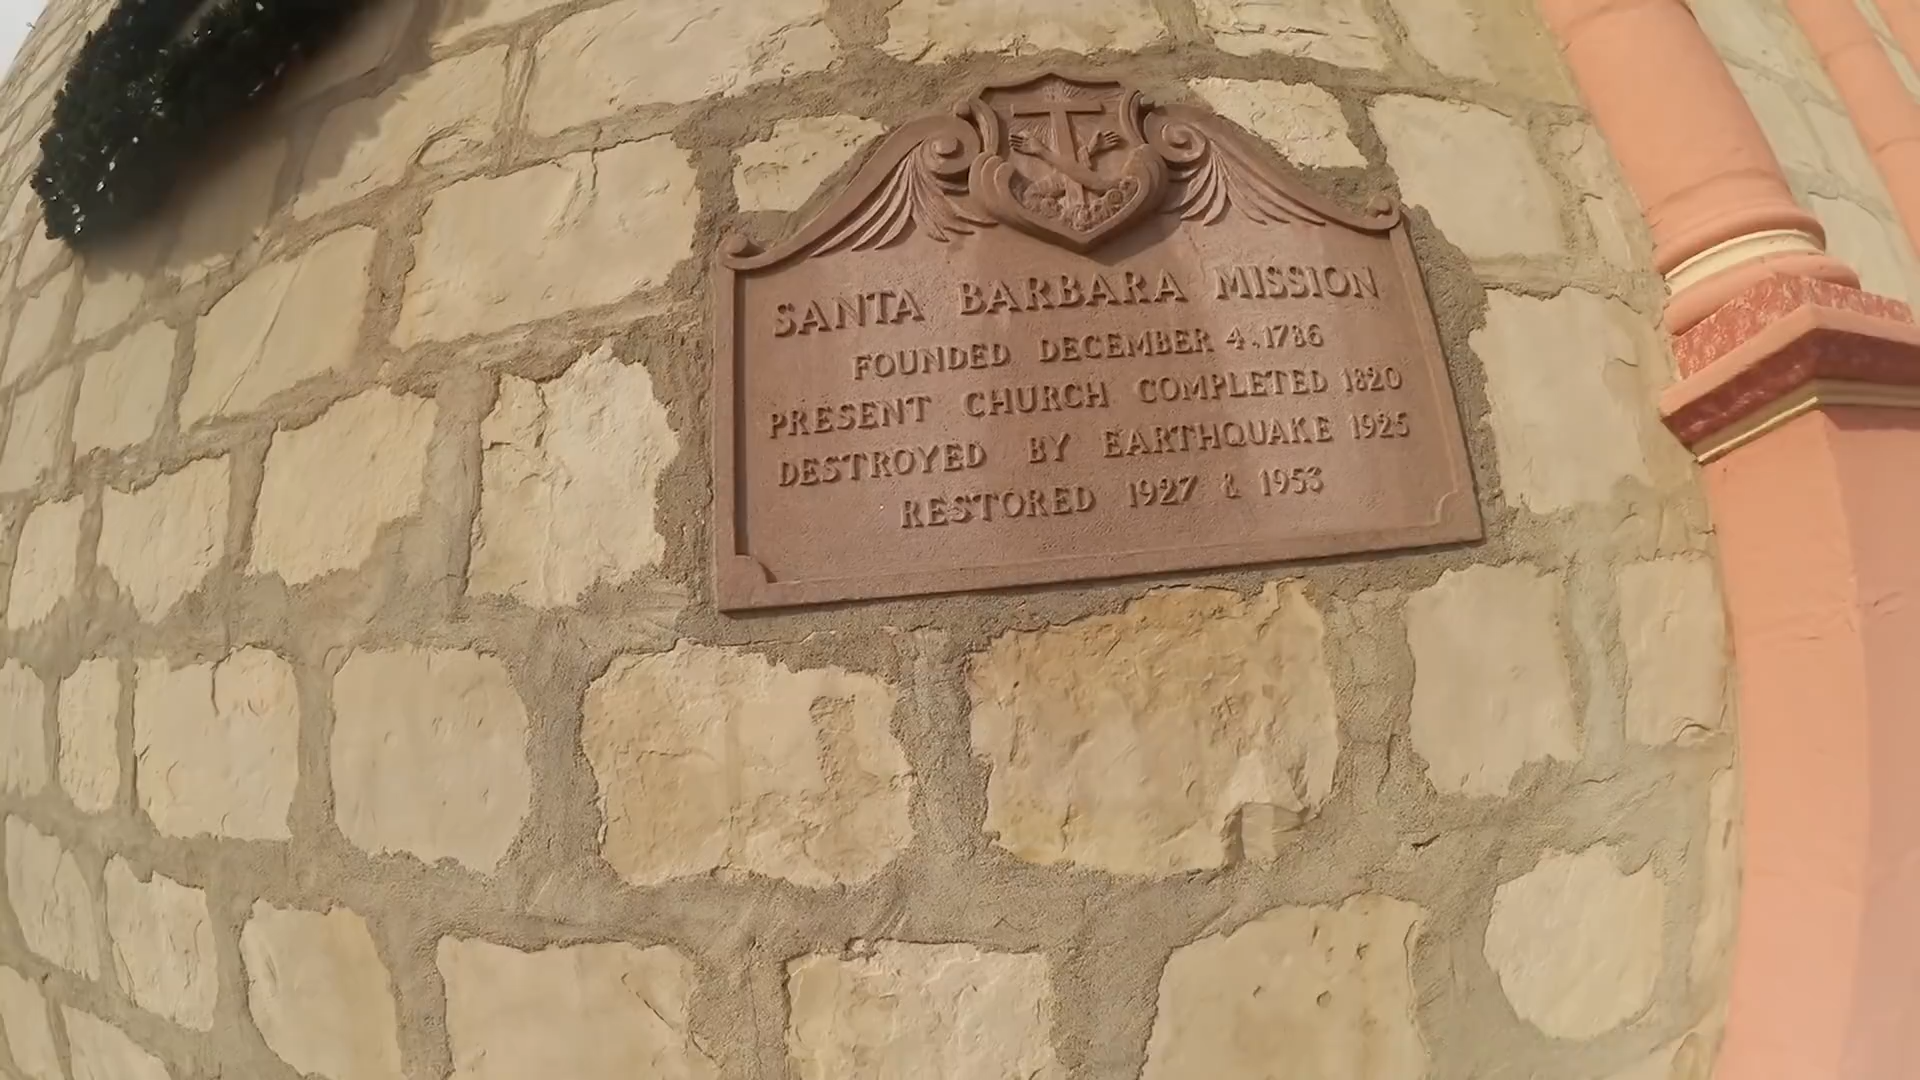 SANTA BARBARA MISSION
FOUNDED DECEMBER 4, 1786
PRESENT CHURCH COMPLETED 1820
DESTROYED BY EARTHQUAKE 1925
RESTORED 1927 & 1953